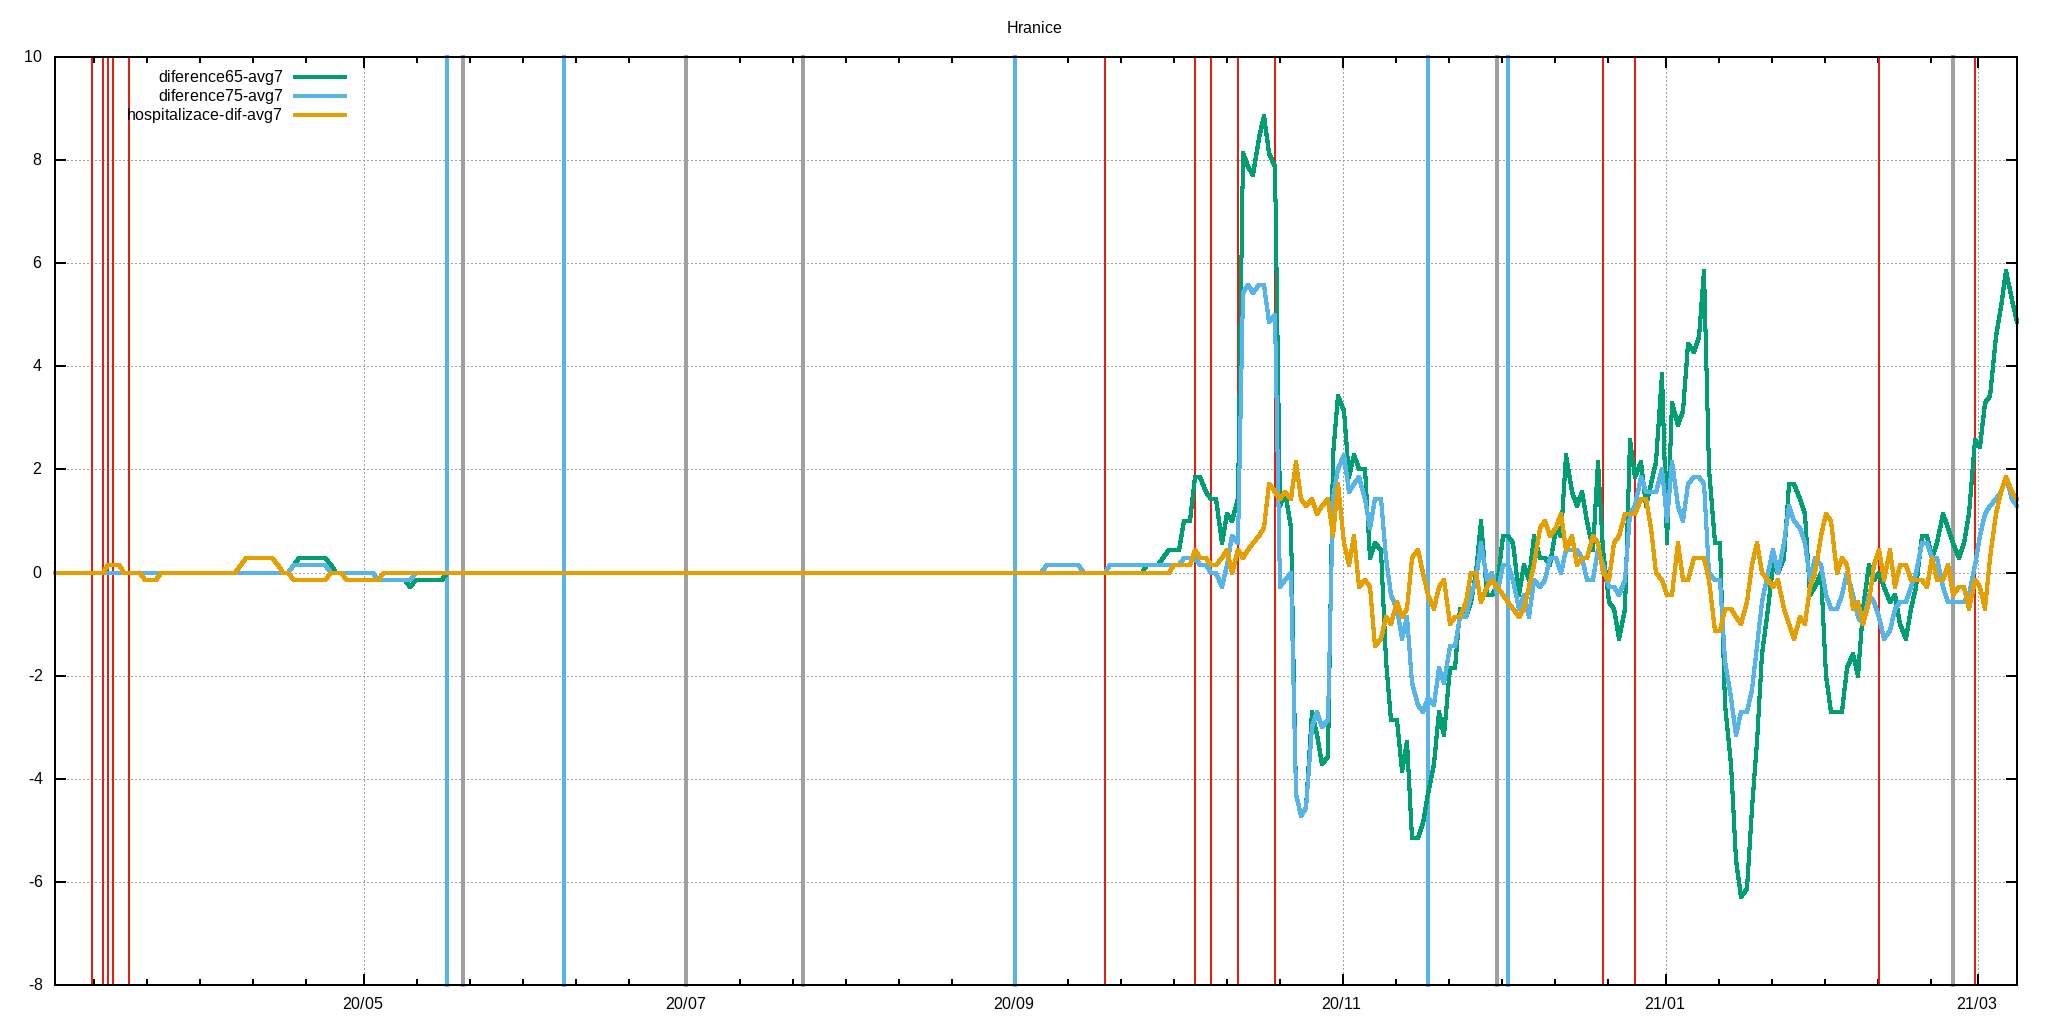 Hranice
10
diference65-avg7
diference75-avg7
hospitalizace-dif-avg7
8
6
4
2
0
-2
-4
-6
-8
20/05 20/07 20/09 20/11 21/01 21/03